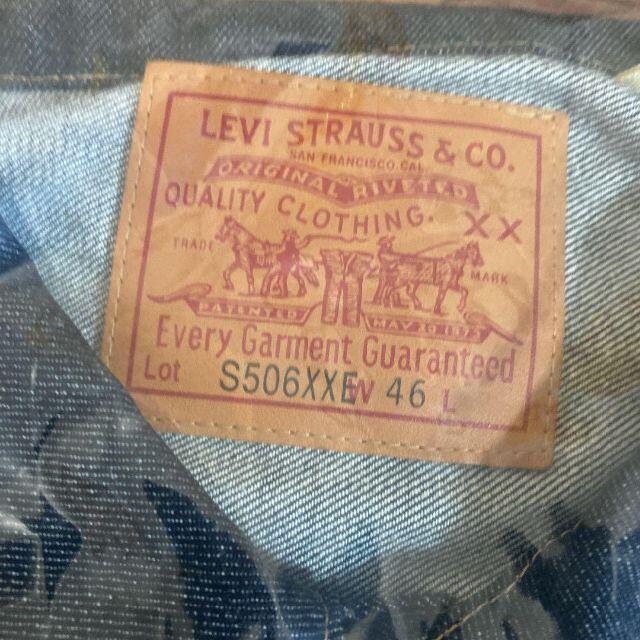 LEVI STRAUSS & CO.
SAN FRANCISCO,CAL.
ORIGINAL RIVETED
QUALITY CLOTHING. XX
TRADE MARK
PATENTED MAY 20 1873
Every Garment Guaranteed
Lot S506XXE W 46 L